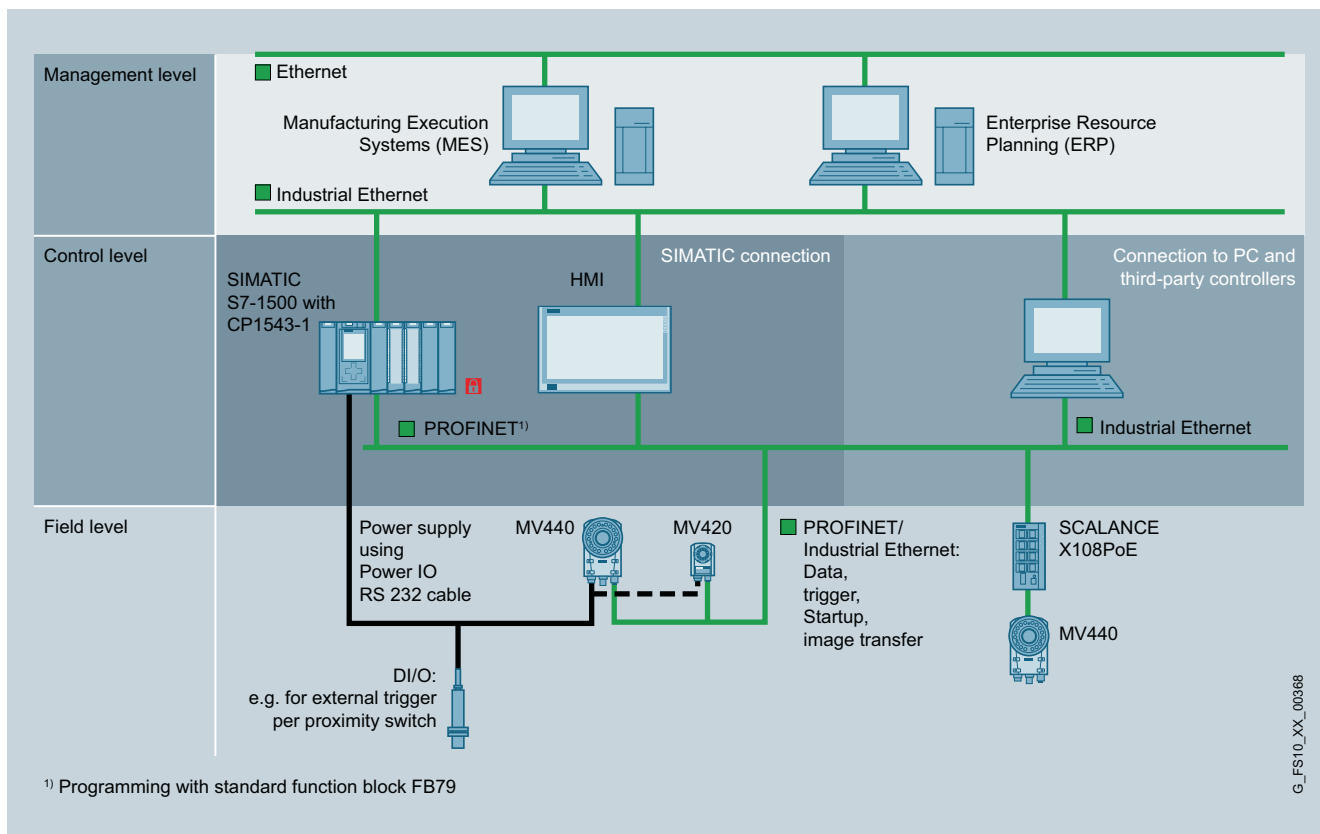 Management level
Ethernet
Manufacturing Execution
Systems (MES)
Enterprise Resource
Planning (ERP)
Industrial Ethernet
Control level
SIMATIC connection
Connection to PC and
third-party controllers
SIMATIC
S7-1500 with
CP1543-1
HMI
PROFINET1)
Industrial Ethernet
Field level
Power supply
using
Power IO
RS 232 cable
MV440
MV420
PROFINET/
Industrial Ethernet:
Data,
trigger,
Startup,
image transfer
SCALANCE
X108PoE
MV440
DI/O:
e.g. for external trigger
per proximity switch
G_FS10_XX_00368
1) Programming with standard function block FB79